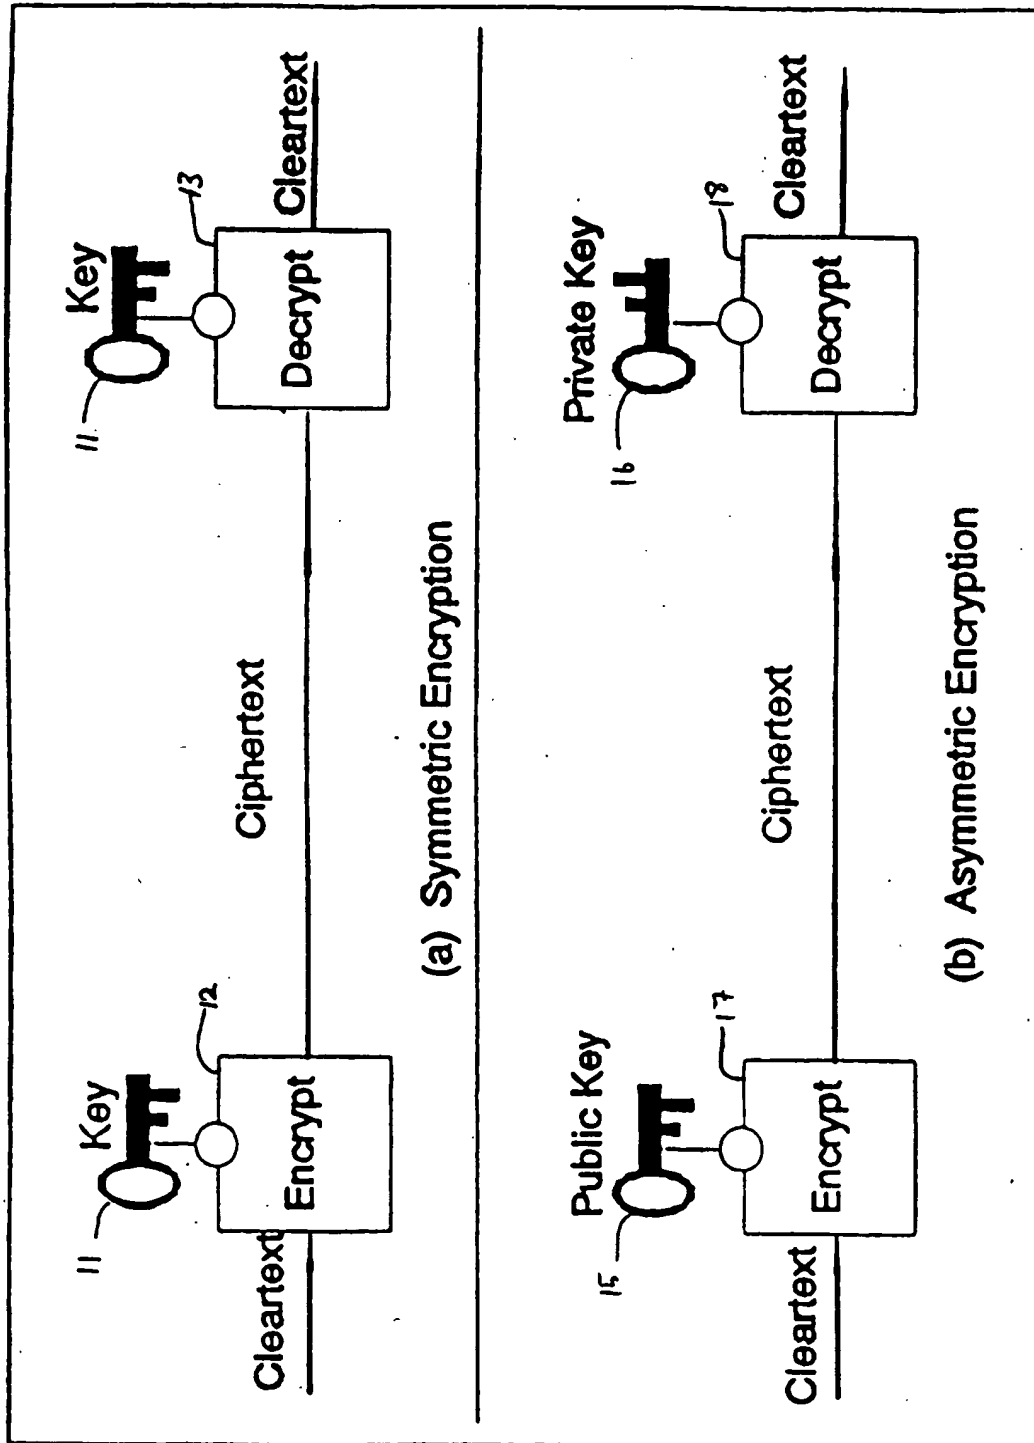 Key
Key
11
12
11
13
Cleartext
Encrypt
Ciphertext
Decrypt
Cleartext
(a) Symmetric Encryption
Public Key
Private Key
15
17
16
18
Cleartext
Encrypt
Ciphertext
Decrypt
Cleartext
(b) Asymmetric Encryption